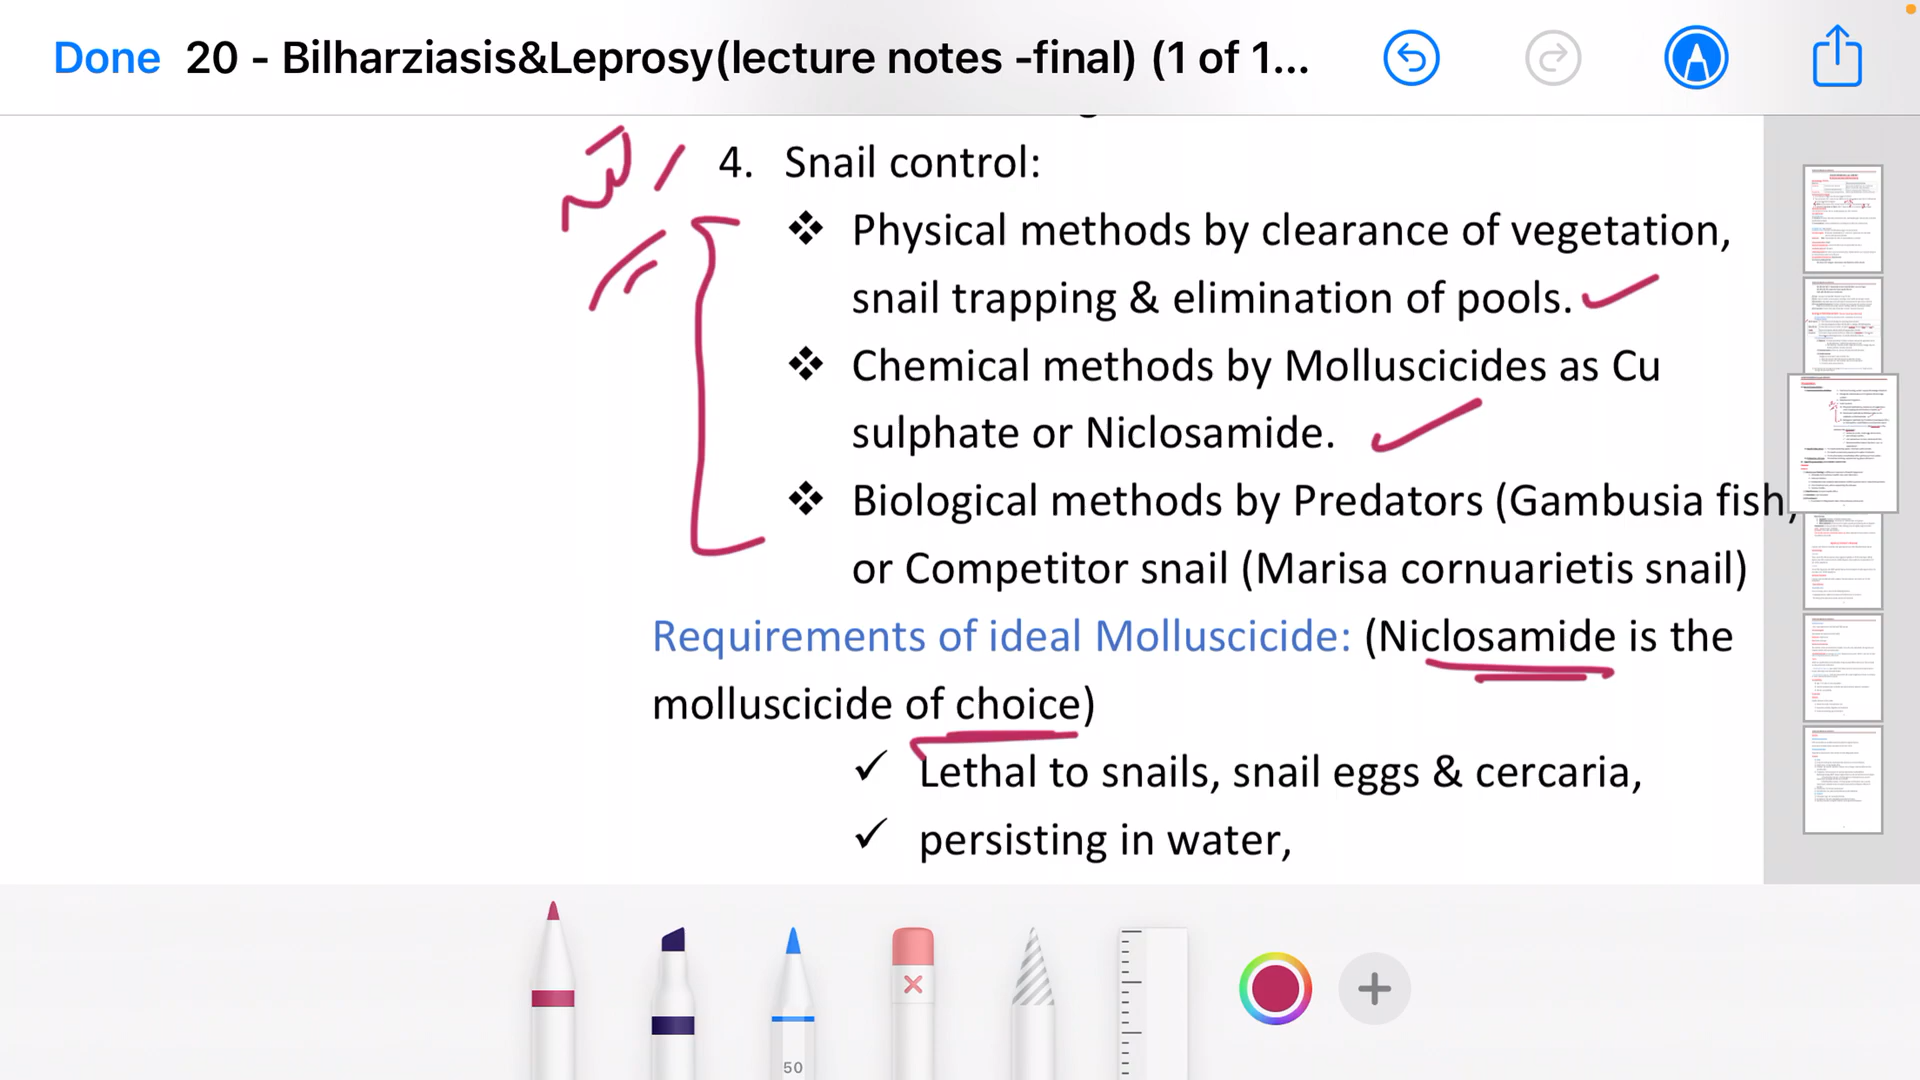 Done 20 - Bilharziasis&Leprosy(lecture notes -final) (1 of 1...
4. Snail control:
❖ Physical methods by clearance of vegetation,
snail trapping & elimination of pools.
❖ Chemical methods by Molluscicides as Cu
sulphate or Niclosamide.
❖ Biological methods by Predators (Gambusia fish,
or Competitor snail (Marisa cornuarietis snail)
Requirements of ideal Molluscicide: (Niclosamide is the
molluscicide of choice)
✓ Lethal to snails, snail eggs & cercaria,
✓ persisting in water,
50